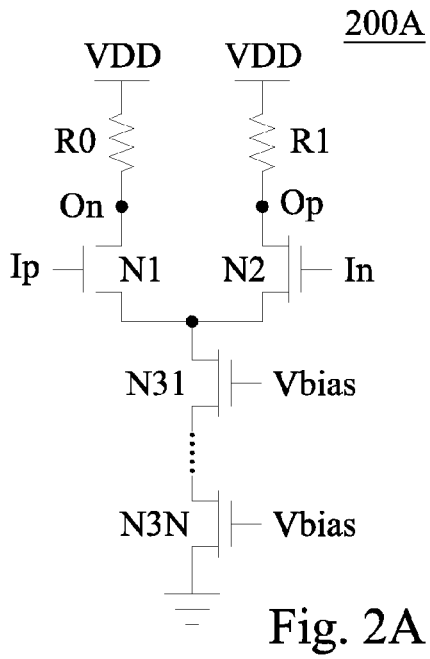 200A
VDD VDD
R0 R1
On Op
Ip N1 N2 In
N31 Vbias
N3N Vbias
Fig. 2A